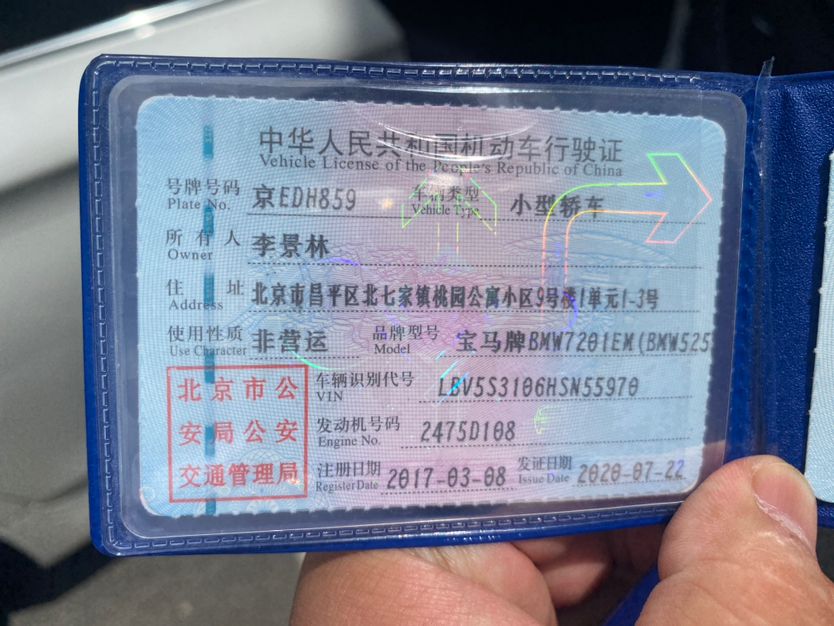 中华人民共和国机动车行驶证
Vehicle License of the People's Republic of China
号牌号码 京EDH859 车辆类型 小型轿车
Plate No. Vehicle Type
所有人 李景林
Owner
住址 北京市昌平区北七家镇桃园公寓小区9号楼1单元1-3号
Address
使用性质 非营运 品牌型号 宝马牌BMW7201EM(BMW525
Use Character Model
北京市公
安局公安
交通管理局
车辆识别代号 LBV5S3106HSN55970
VIN
发动机号码 2475D108
Engine No.
注册日期 2017-03-08 发证日期 2020-07-22
Register Date Issue Date